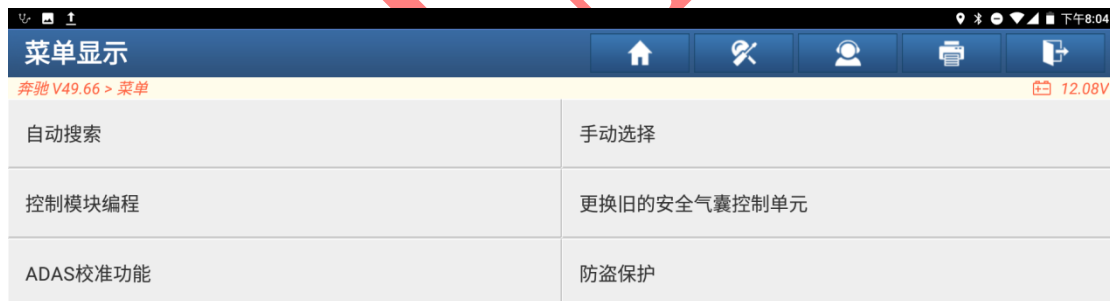 下午8:04
菜单显示
奔驰 V49.66 > 菜单
12.08V
自动搜索
手动选择
控制模块编程
更换旧的安全气囊控制单元
ADAS校准功能
防盗保护